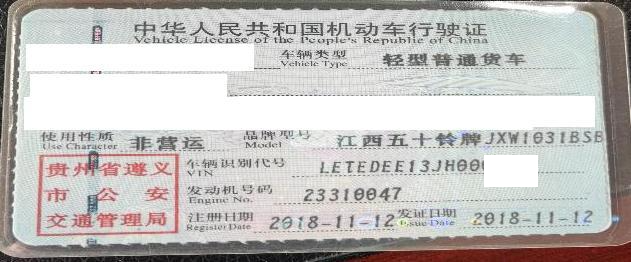 中华人民共和国机动车行驶证
Vehicle License of the People's Republic of China
车辆类型 轻型普通货车
Vehicle Type
使用性质 非营运 品牌型号 江西五十铃牌JXW1031BSB
Use Character Model
贵州省遵义 车辆识别代号 LETEDEE13JH00
VIN
市公安 发动机号码 23310047
Engine No.
交通管理局 注册日期 2018-11-12 发证日期 2018-11-12
Register Date Issue Date